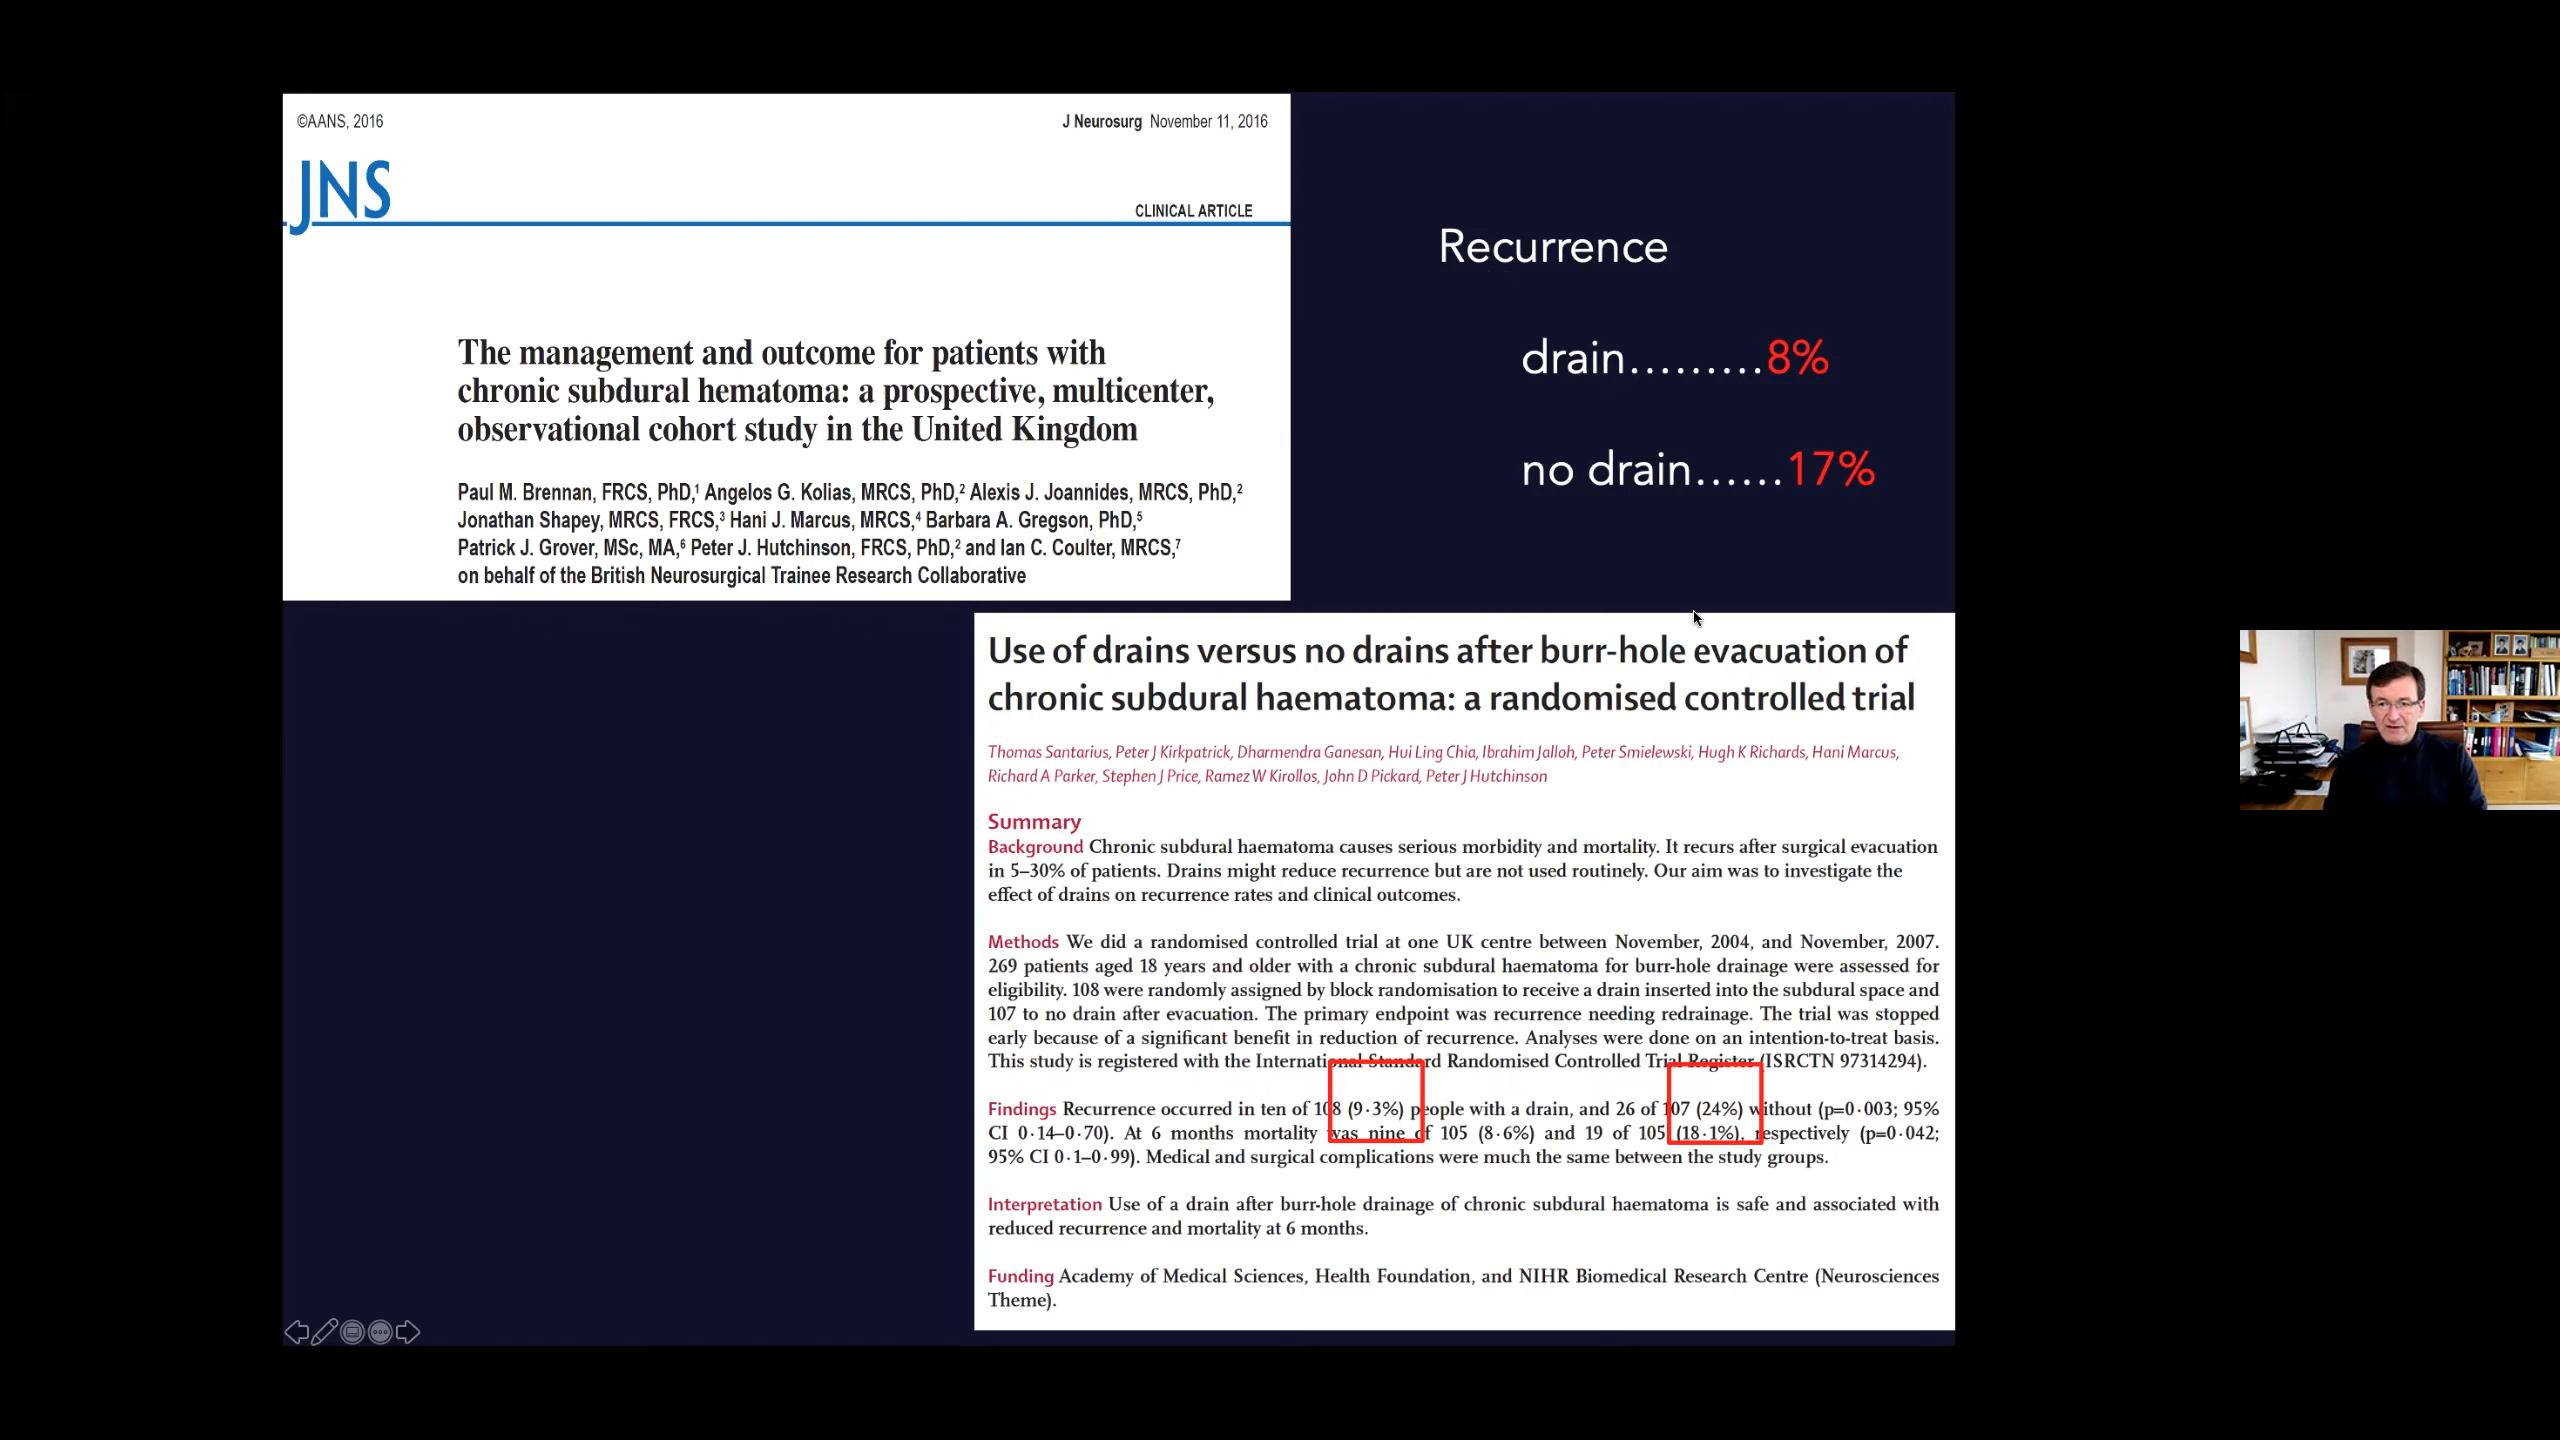 ©AANS, 2016
J Neurosurg November 11, 2016
JNS
CLINICAL ARTICLE
The management and outcome for patients with
chronic subdural hematoma: a prospective, multicenter,
observational cohort study in the United Kingdom
Paul M. Brennan, FRCS, PhD,¹ Angelos G. Kolias, MRCS, PhD,² Alexis J. Joannides, MRCS, PhD,²
Jonathan Shapey, MRCS, FRCS,³ Hani J. Marcus, MRCS,⁴ Barbara A. Gregson, PhD,⁵
Patrick J. Grover, MSc, MA,⁶ Peter J. Hutchinson, FRCS, PhD,² and Ian C. Coulter, MRCS,⁷
on behalf of the British Neurosurgical Trainee Research Collaborative
Recurrence
drain.........8%
no drain......17%
Use of drains versus no drains after burr-hole evacuation of
chronic subdural haematoma: a randomised controlled trial
Thomas Santarius, Peter J Kirkpatrick, Dharmendra Ganesan, Hui Ling Chia, Ibrahim Jalloh, Peter Smielewski, Hugh K Richards, Hani Marcus,
Richard A Parker, Stephen J Price, Ramez W Kirollos, John D Pickard, Peter J Hutchinson
Summary
Background Chronic subdural haematoma causes serious morbidity and mortality. It recurs after surgical evacuation
in 5–30% of patients. Drains might reduce recurrence but are not used routinely. Our aim was to investigate the
effect of drains on recurrence rates and clinical outcomes.
Methods We did a randomised controlled trial at one UK centre between November, 2004, and November, 2007.
269 patients aged 18 years and older with a chronic subdural haematoma for burr-hole drainage were assessed for
eligibility. 108 were randomly assigned by block randomisation to receive a drain inserted into the subdural space and
107 to no drain after evacuation. The primary endpoint was recurrence needing redrainage. The trial was stopped
early because of a significant benefit in reduction of recurrence. Analyses were done on an intention-to-treat basis.
This study is registered with the International Standard Randomised Controlled Trial Register (ISRCTN 97314294).
Findings Recurrence occurred in ten of 108 (9·3%) people with a drain, and 26 of 107 (24%) without (p=0·003; 95%
CI 0·14–0·70). At 6 months mortality was nine of 105 (8·6%) and 19 of 105 (18·1%), respectively (p=0·042;
95% CI 0·1–0·99). Medical and surgical complications were much the same between the study groups.
Interpretation Use of a drain after burr-hole drainage of chronic subdural haematoma is safe and associated with
reduced recurrence and mortality at 6 months.
Funding Academy of Medical Sciences, Health Foundation, and NIHR Biomedical Research Centre (Neurosciences
Theme).